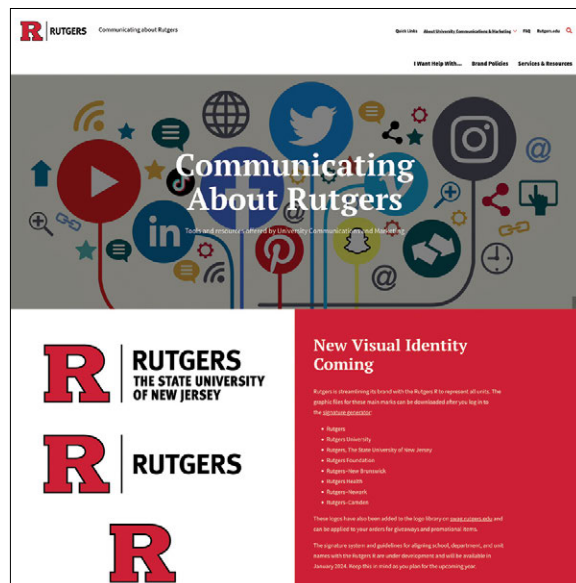 R RUTGERS Communicating about Rutgers
Quick Links About University Communications & Marketing FAQ Rutgers.edu
I Want Help With... Brand Policies Services & Resources
Communicating
About Rutgers
Tools and resources offered by University Communications and Marketing
R RUTGERS
THE STATE UNIVERSITY
OF NEW JERSEY
R RUTGERS
R
New Visual Identity
Coming
Rutgers is streamlining its brand with the Rutgers R to represent all units. The
graphic files for these main marks can be downloaded after you log in to
the signature generator:
• Rutgers
• Rutgers University
• Rutgers, The State University of New Jersey
• Rutgers Foundation
• Rutgers–New Brunswick
• Rutgers Health
• Rutgers–Newark
• Rutgers–Camden
These logos have also been added to the logo library on swag.rutgers.edu and
can be applied to your orders for giveaways and promotional items.
The signature system and guidelines for aligning school, department, and unit
names with the Rutgers R are under development and will be available in
January 2024. Keep this in mind as you plan for the upcoming year.